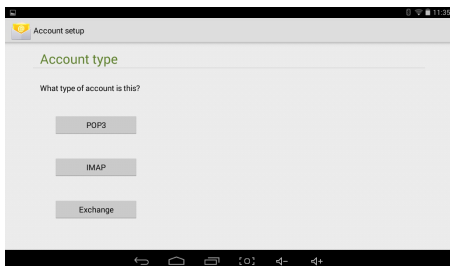 11:35
Account setup
Account type
What type of account is this?
POP3
IMAP
Exchange